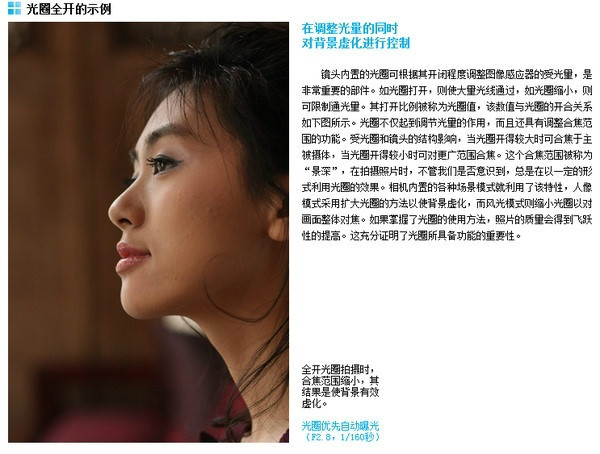 光圈全开的示例
在调整光量的同时
对背景虚化进行控制
镜头内置的光圈可根据其开闭程度调整图像感应器的受光量，是
非常重要的部件。如光圈打开，则使大量光线通过，如光圈缩小，则
可限制通光量。其打开比例被称为光圈值，该数值与光圈的开合关系
如下图所示。光圈不仅起到调节光量的作用，而且还具有调整合焦范
围的功能。受光圈和镜头的结构影响，当光圈开得较大时可合焦于主
被摄体，当光圈开得较小时可对更广范围合焦。这个合焦范围被称为
“景深”，在拍摄照片时，不管我们是否意识到，总是在以一定的形
式利用光圈的效果。相机内置的各种场景模式就利用了该特性，人像
模式采用扩大光圈的方法以使背景虚化，而风光模式则缩小光圈以对
画面整体对焦。如果掌握了光圈的使用方法，照片的质量会得到飞跃
性的提高。这充分证明了光圈所具备功能的重要性。
全开光圈拍摄时，
合焦范围缩小，其
结果是使背景有效
虚化。
光圈优先自动曝光
（F2.8，1/160秒）